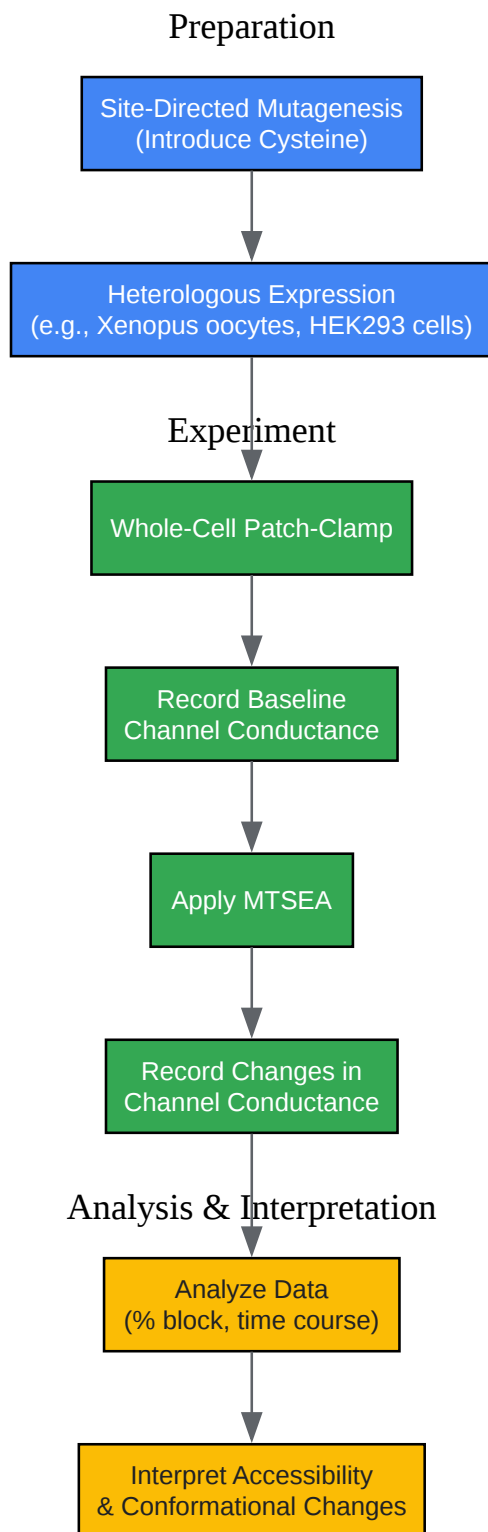 Preparation
Site-Directed Mutagenesis
(Introduce Cysteine)
Heterologous Expression
(e.g., Xenopus oocytes, HEK293 cells)
Experiment
Whole-Cell Patch-Clamp
Record Baseline
Channel Conductance
Apply MTSEA
Record Changes in
Channel Conductance
Analysis & Interpretation
Analyze Data
(% block, time course)
Interpret Accessibility
& Conformational Changes